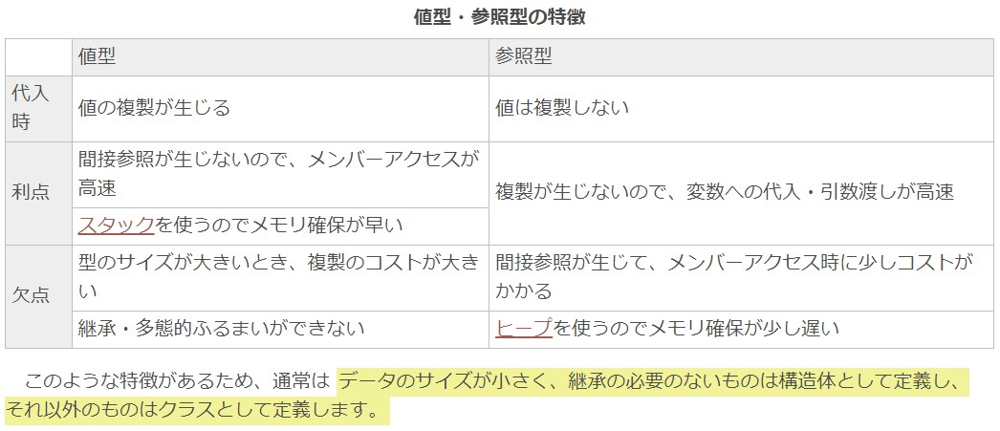 値型・参照型の特徴
値型
参照型
代入
時
値の複製が生じる
値は複製しない
利点
間接参照が生じないので、メンバーアクセスが
高速
スタックを使うのでメモリ確保が早い
複製が生じないので、変数への代入・引数渡しが高速
欠点
型のサイズが大きいとき、複製のコストが大き
い
間接参照が生じて、メンバーアクセス時に少しコストが
かかる
継承・多態的ふるまいができない
ヒープを使うのでメモリ確保が少し遅い
このような特徴があるため、通常は データのサイズが小さく、継承の必要のないものは構造体として定義し、
それ以外のものはクラスとして定義します。